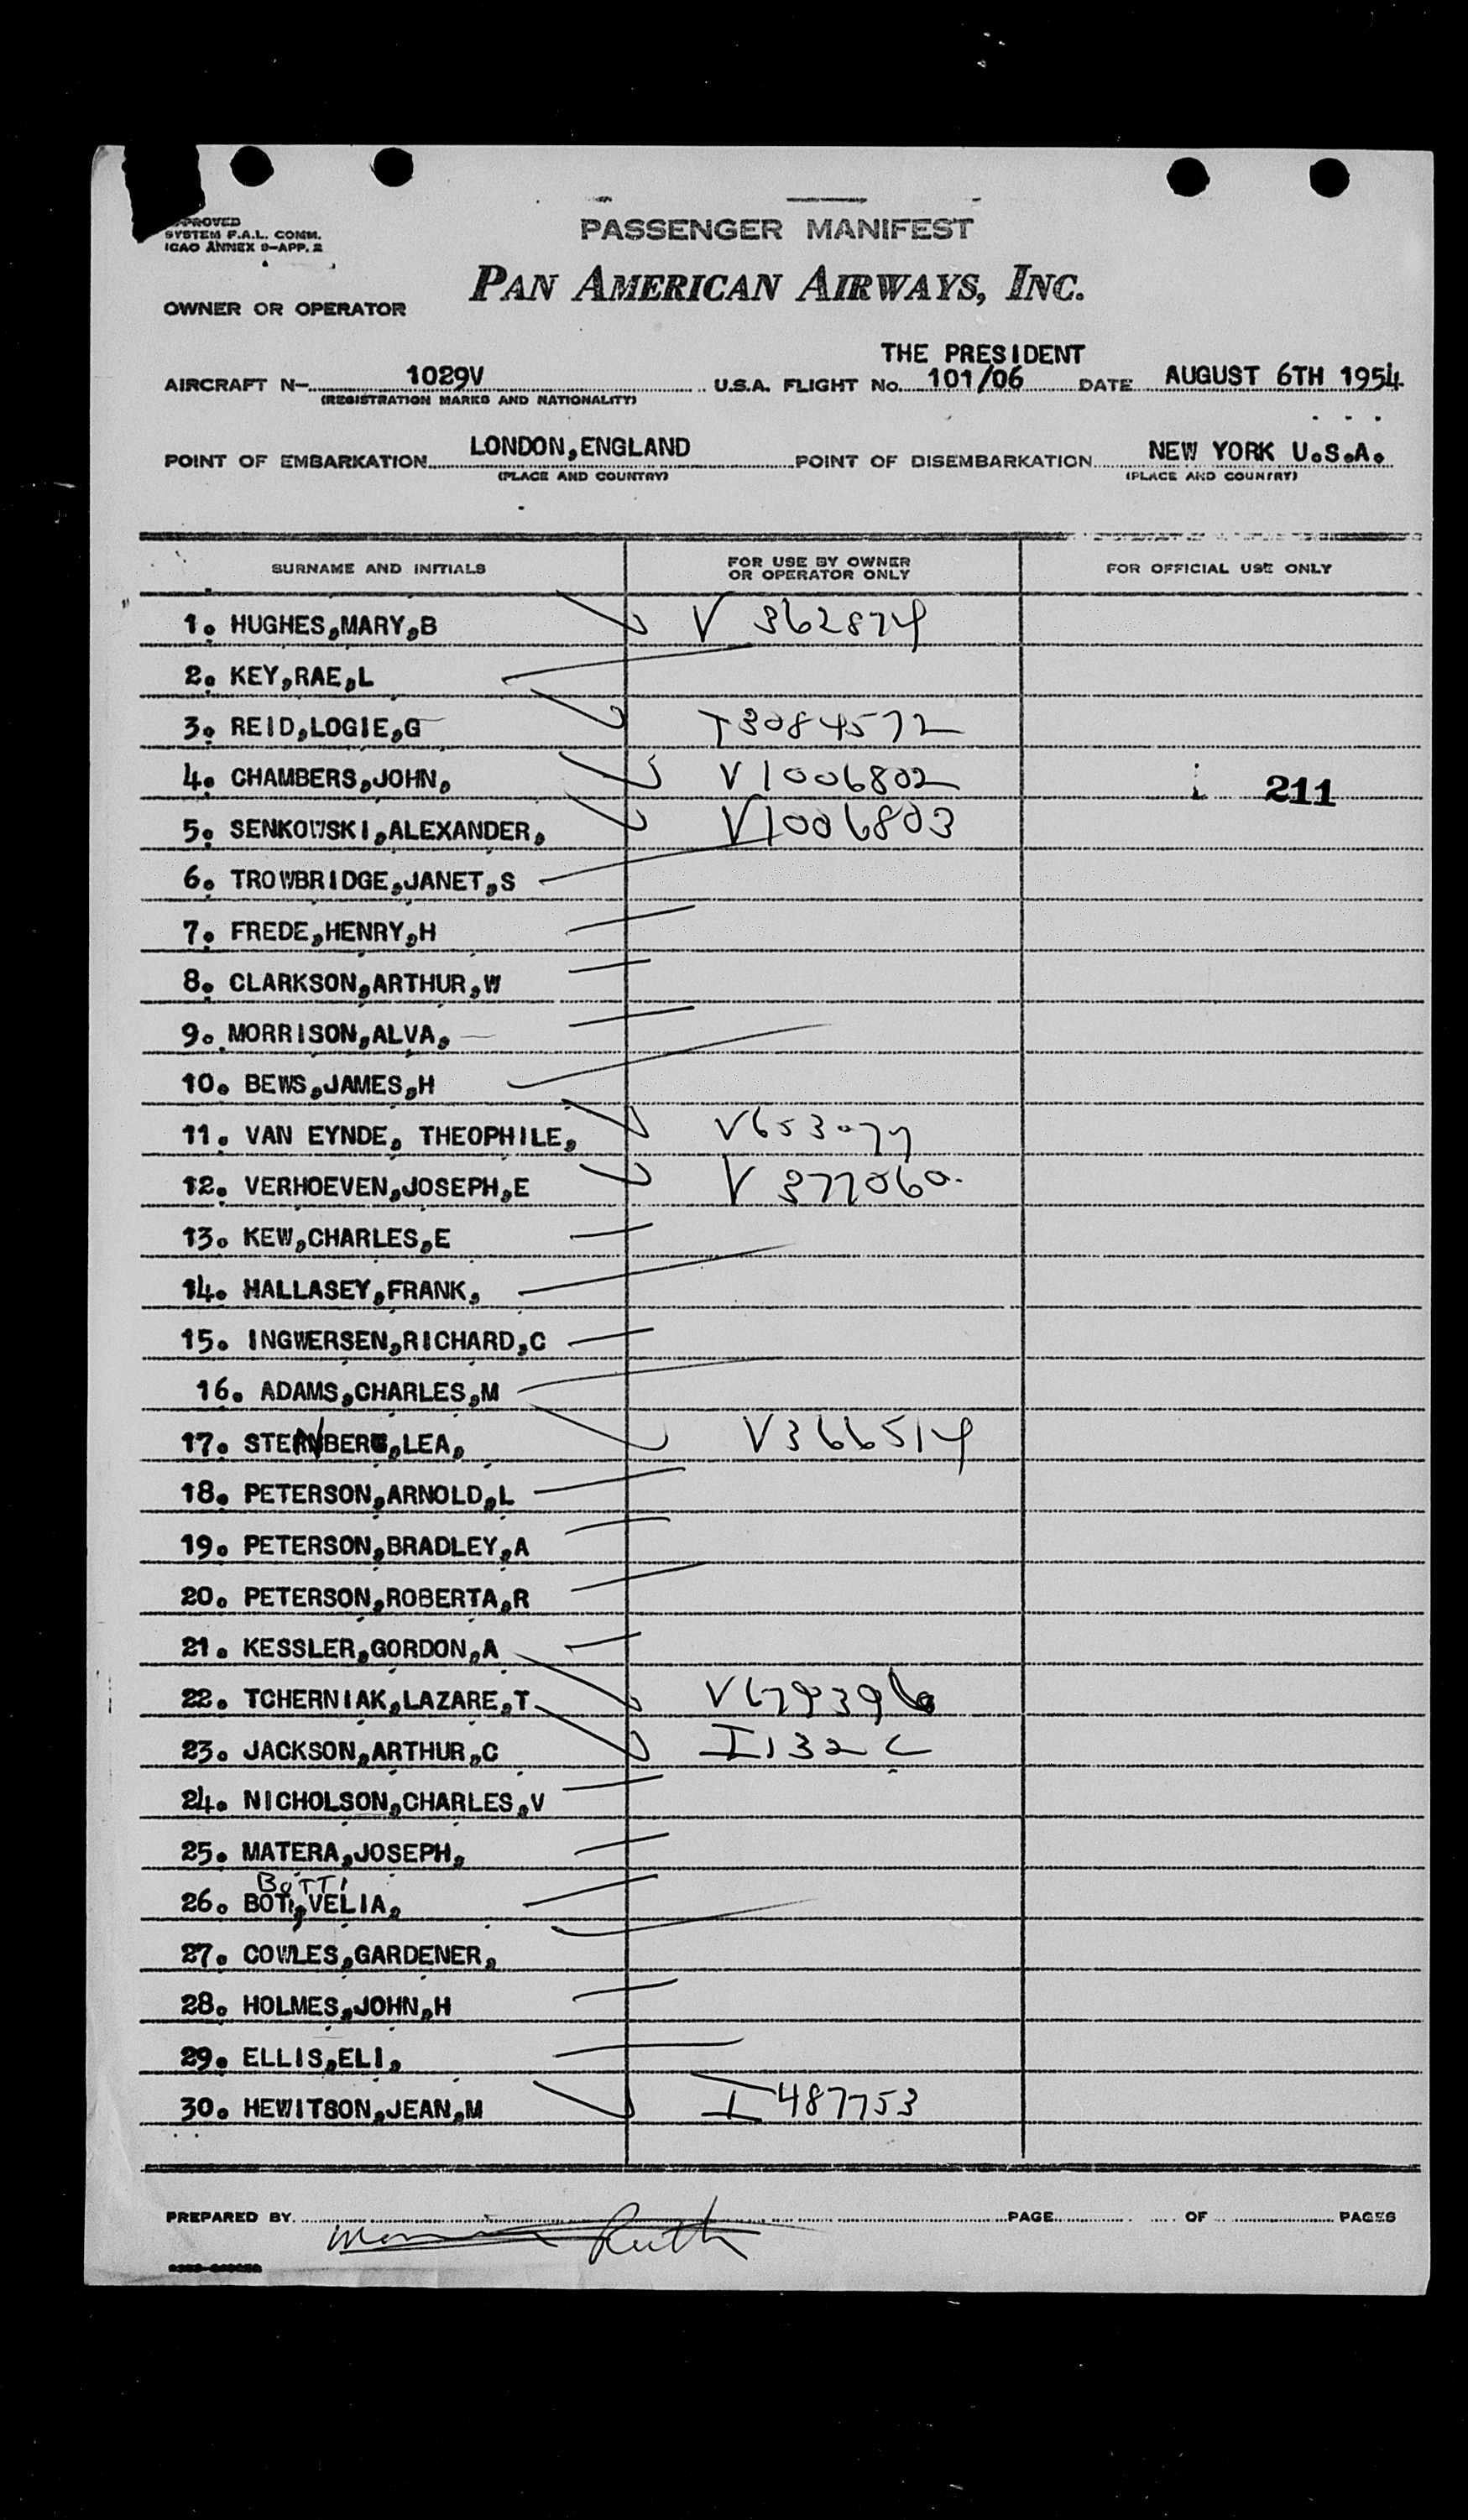 PROVED
SYSTEM F.A.L. COMM.
ICAO ANNEX 9-APP. 2
PASSENGER MANIFEST
PAN AMERICAN AIRWAYS, INC.
OWNER OR OPERATOR
THE PRESIDENT
AIRCRAFT N- 1029V U.S.A. FLIGHT No. 101/06 DATE AUGUST 6TH 1954
(REGISTRATION MARKS AND NATIONALITY)
POINT OF EMBARKATION LONDON,ENGLAND POINT OF DISEMBARKATION NEW YORK U.S.A.
(PLACE AND COUNTRY) (PLACE AND COUNTRY)
SURNAME AND INITIALS FOR USE BY OWNER OR OPERATOR ONLY FOR OFFICIAL USE ONLY
1. HUGHES,MARY,B V 362874
2. KEY,RAE,L
3. REID,LOGIE,G T3084572
4. CHAMBERS,JOHN, V1006802 211
5. SENKOWSKI,ALEXANDER, V1006803
6. TROWBRIDGE,JANET,S
7. FREDE,HENRY,H
8. CLARKSON,ARTHUR,W
9. MORRISON,ALVA,
10. BEWS,JAMES,H
11. VAN EYNDE, THEOPHILE, V653077
12. VERHOEVEN,JOSEPH,E V 377060
13. KEW,CHARLES,E
14. HALLASEY,FRANK,
15. INGWERSEN,RICHARD,C
16. ADAMS,CHARLES,M
17. STERNBERG,LEA, V366514
18. PETERSON,ARNOLD,L
19. PETERSON,BRADLEY,A
20. PETERSON,ROBERTA,R
21. KESSLER,GORDON,A
22. TCHERNIAK,LAZARE,T
23. JACKSON,ARTHUR,C
24. NICHOLSON,CHARLES,V
25. MATERA,JOSEPH,
BOTTI
26. BOTI,VELIA,
27. COWLES,GARDENER,
28. HOLMES,JOHN,H
29. ELLIS,ELI,
30. HEWITSON,JEAN,M I 487753
PREPARED BY Ruth PAGE OF PAGES